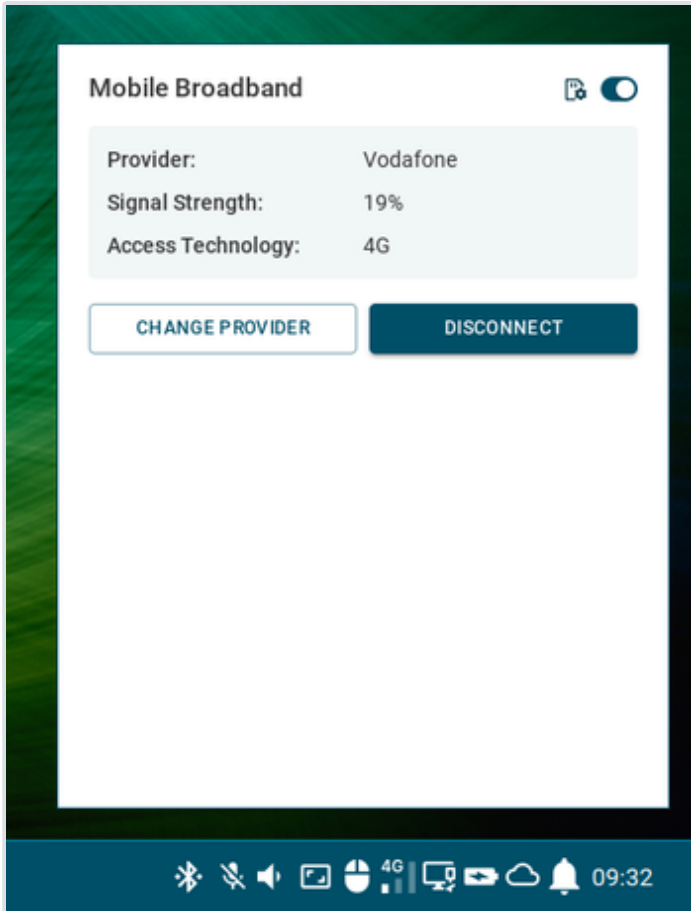 Mobile Broadband
Provider: Vodafone
Signal Strength: 19%
Access Technology: 4G
CHANGE PROVIDER DISCONNECT
4G 09:32